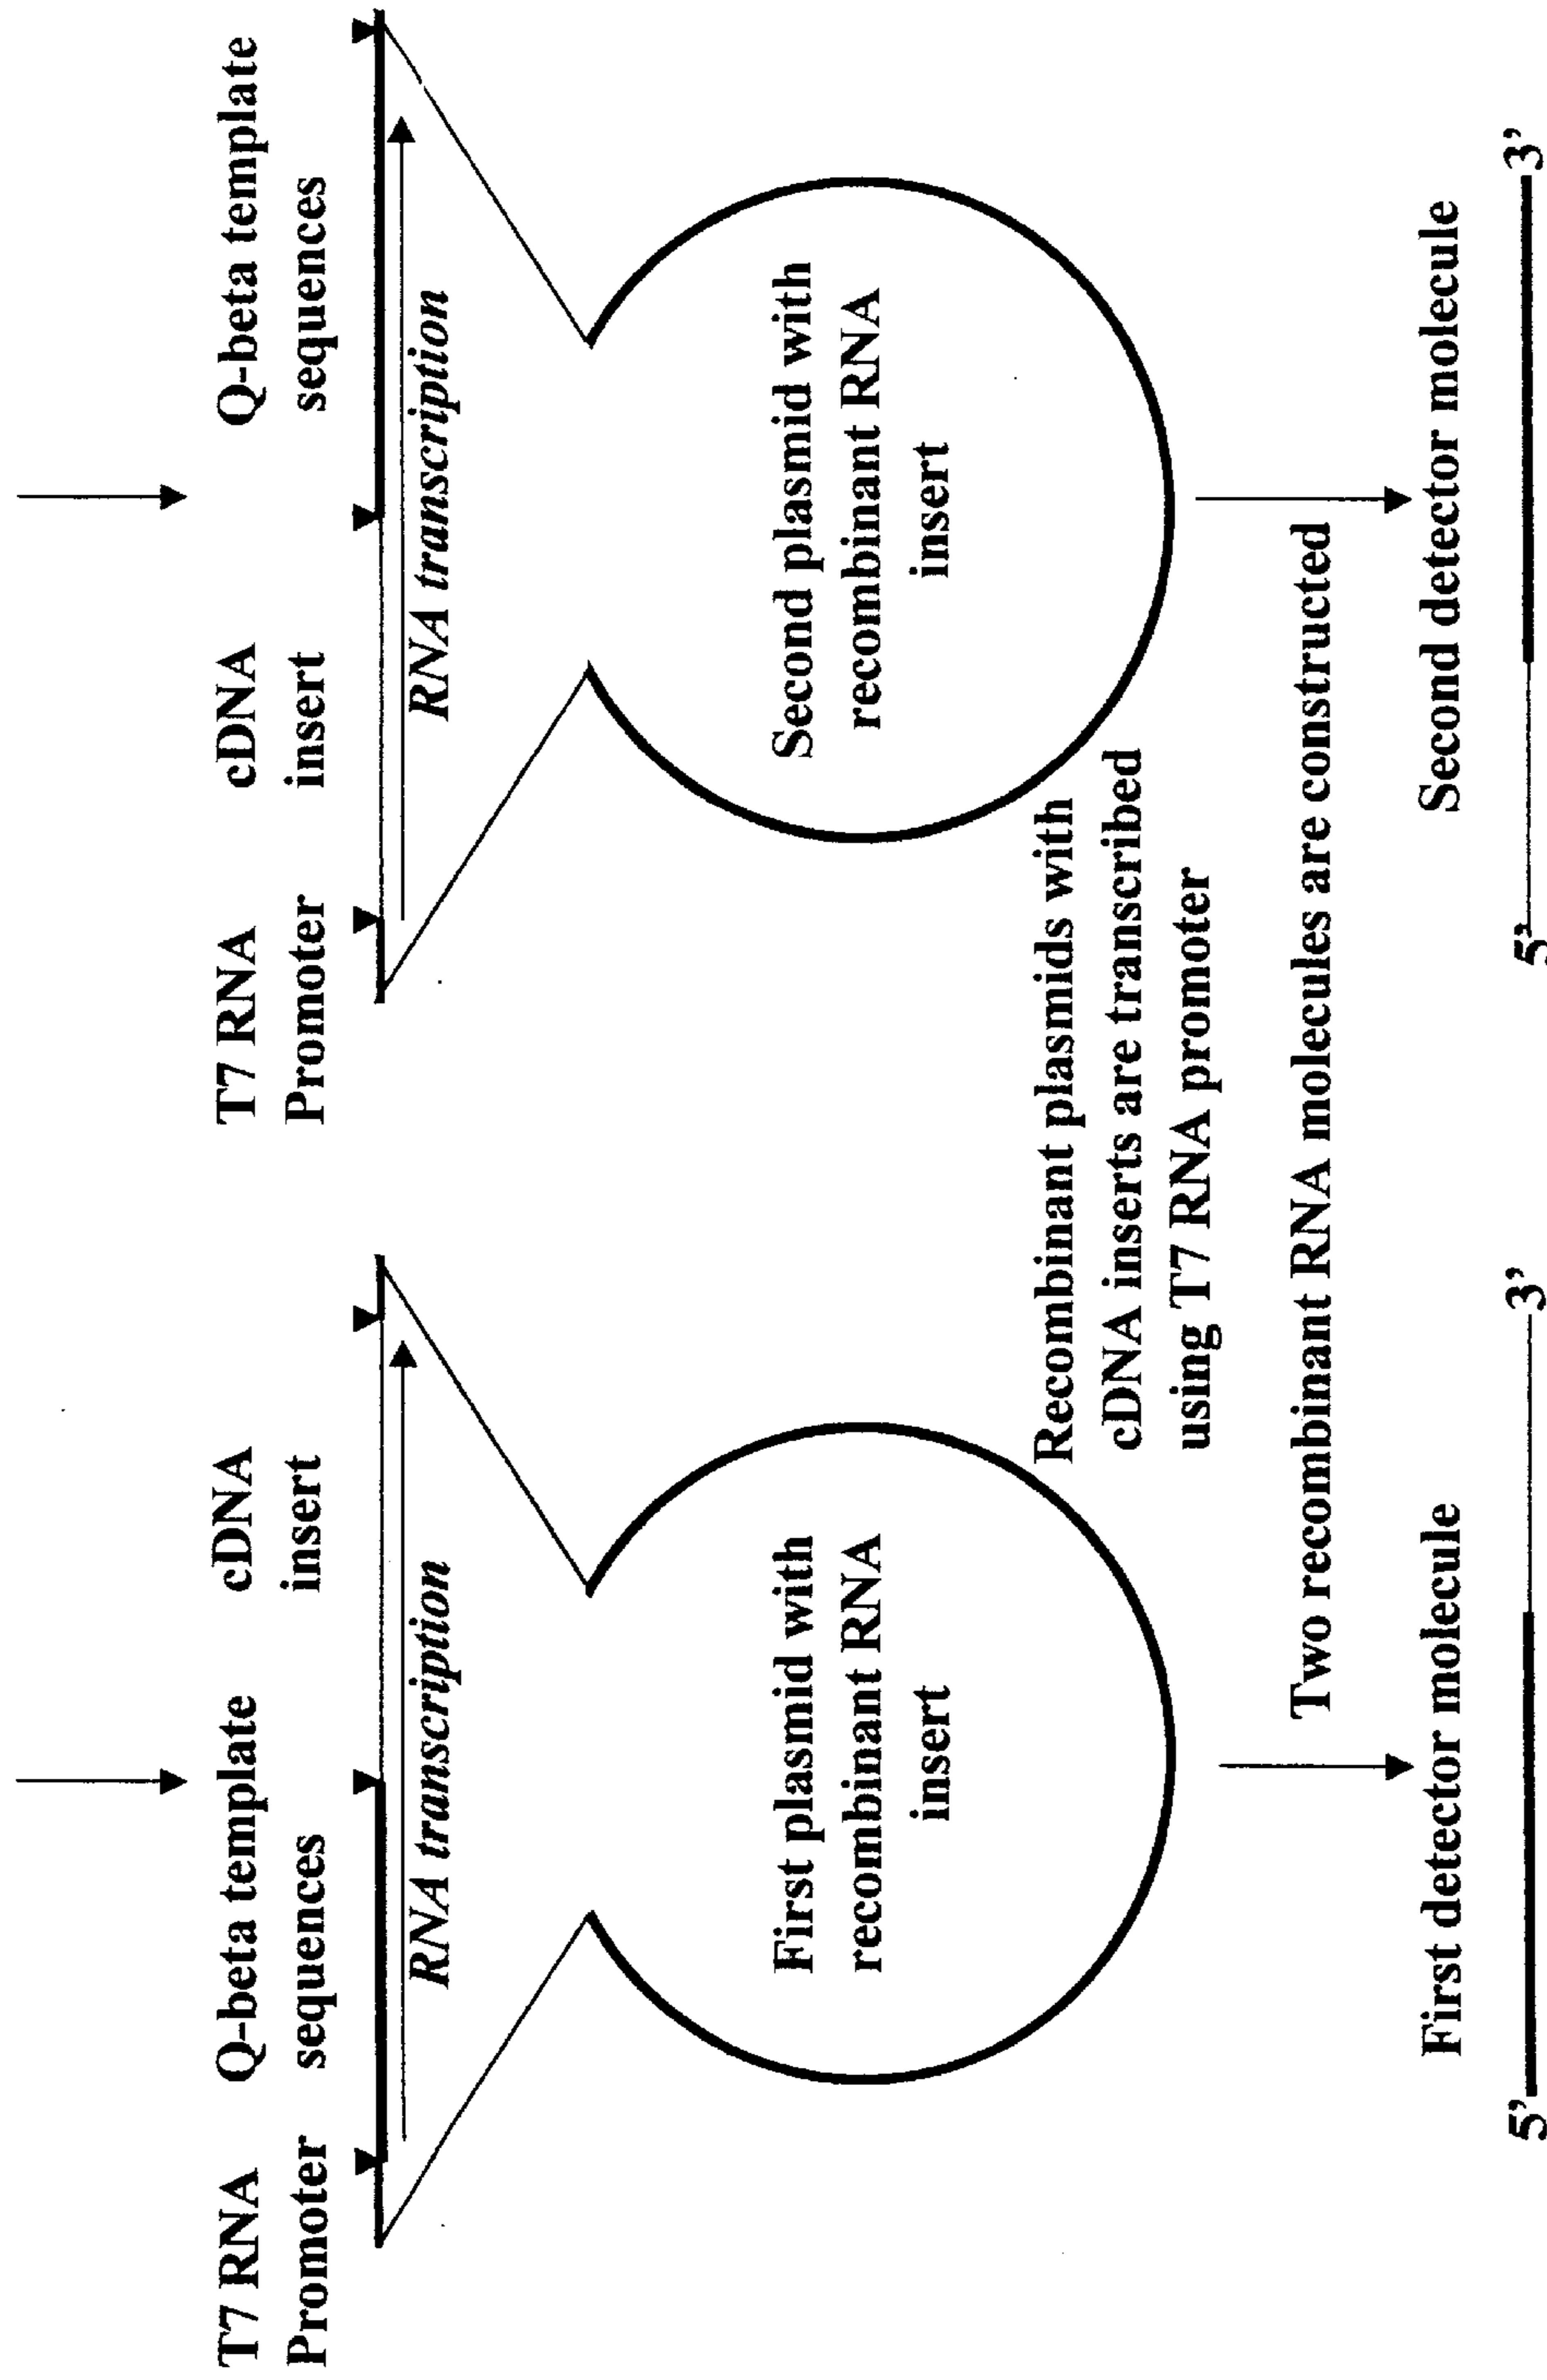 T7 RNA
Promoter
Q-beta template
sequences
cDNA
insert
RNA transcription
First plasmid with
recombinant RNA
insert
T7 RNA
Promoter
cDNA
insert
Q-beta template
sequences
RNA transcription
Second plasmid with
recombinant RNA
insert
Recombinant plasmids with
cDNA inserts are transcribed
using T7 RNA promoter
Two recombinant RNA molecules are constructed
First detector molecule
5' 3'
Second detector molecule
5' 3'